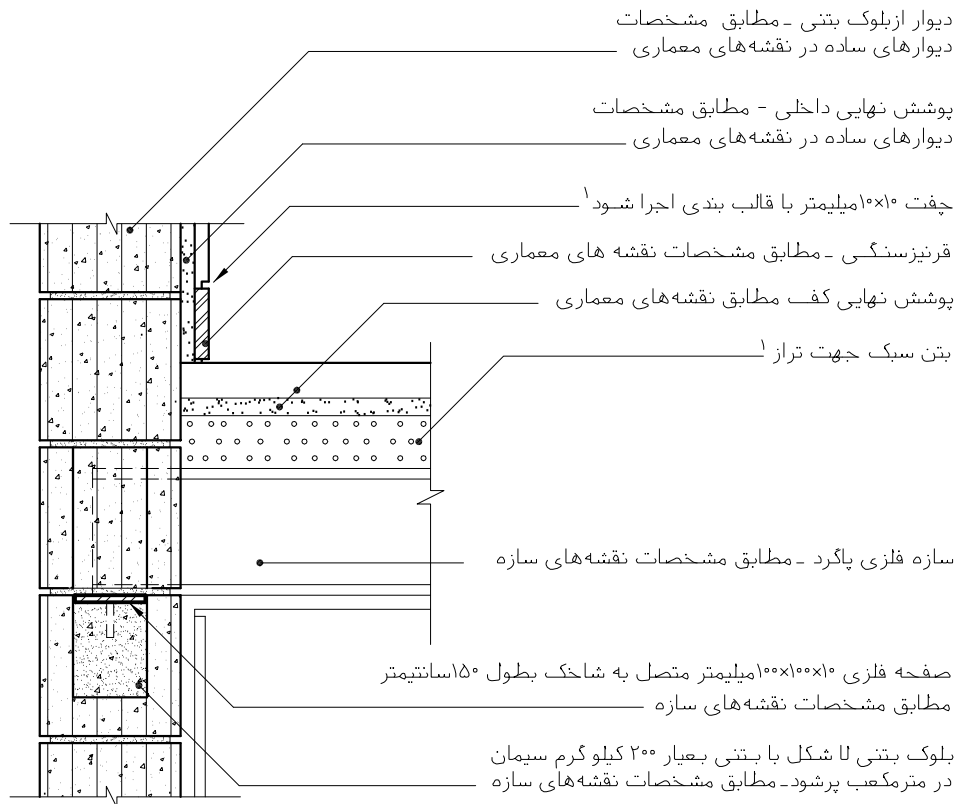 دیوار ازبلوک بتنی ـ مطابق مشخصات
دیوارهای ساده در نقشه‌های معماری
پوشش نهایی داخلی - مطابق مشخصات
دیوارهای ساده در نقشه‌های معماری
چفت ۱۰×۱۰میلیمتر با قالب بندی اجرا شود۱
قرنیزسنگی ـ مطابق مشخصات نقشه های معماری
پوشش نهایی کف مطابق نقشه‌های معماری
بتن سبک جهت تراز ۱
سازه فلزی پاگرد ـ مطابق مشخصات نقشه‌های سازه
صفحه فلزی ۱۰×۱۰۰×۱۰۰میلیمتر متصل به شاخک بطول ۱۵۰سانتیمتر
مطابق مشخصات نقشه‌های سازه
بلوک بتنی U شکل با بتنی بعیار ۲۰۰ کیلو گرم سیمان
در مترمکعب پرشودـ مطابق مشخصات نقشه‌های سازه